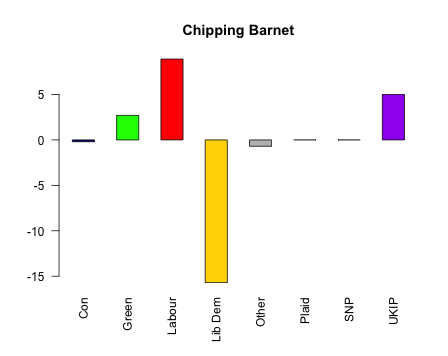 Chipping Barnet
5
0
-5
-10
-15
Con
Green
Labour
Lib Dem
Other
Plaid
SNP
UKIP